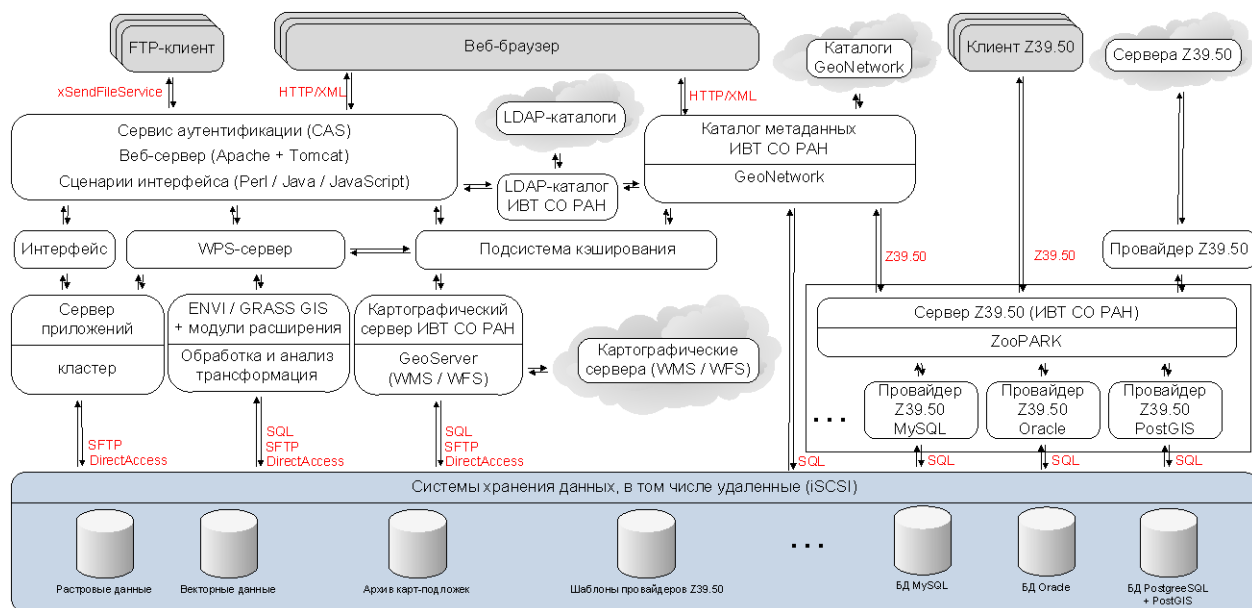 FTP-клиент
Веб-браузер
Каталоги
GeoNetwork
Клиент Z39.50
Сервера Z39.50
xSendFileService
HTTP/XML
HTTP/XML
LDAP-каталоги
Сервис аутентификации (CAS)
Веб-сервер (Apache + Tomcat)
Сценарии интерфейса (Perl / Java / JavaScript)
Каталог метаданных
ИВТ СО РАН
GeoNetwork
LDAP-каталог
ИВТ СО РАН
Интерфейс
WPS-сервер
Подсистема кэширования
Z39.50
Z39.50
Провайдер Z39.50
Сервер
приложений
кластер
ENVI / GRASS GIS
+ модули расширения
Обработка и анализ
трансформация
Картографический
сервер ИВТ СО РАН
GeoServer
(WMS / WFS)
Картографические
сервера (WMS / WFS)
Сервер Z39.50 (ИВТ СО РАН)
ZooPARK
...
Провайдер
Z39.50
MySQL
Провайдер
Z39.50
Oracle
Провайдер
Z39.50
PostGIS
SFTP
DirectAccess
SQL
SFTP
DirectAccess
SQL
SFTP
DirectAccess
SQL
SQL
SQL
SQL
Системы хранения данных, в том числе удаленные (iSCSI)
...
Растровые данные
Векторные данные
Архив карт-подложек
Шаблоны провайдеров Z39.50
БД MySQL
БД Oracle
БД PostgreeSQL
+ PostGIS